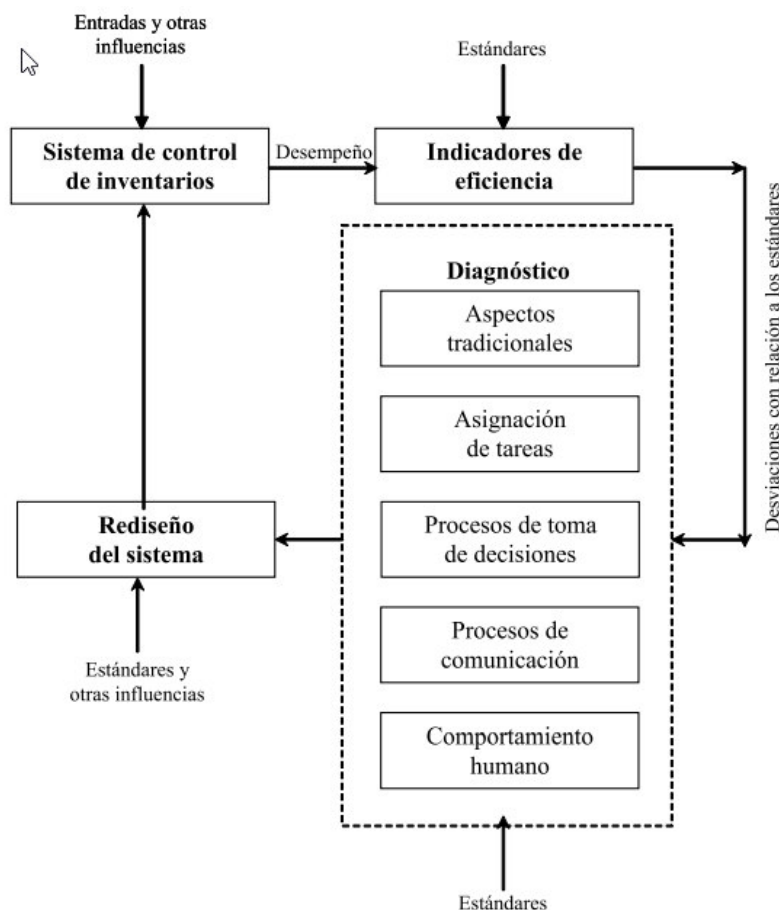 Entradas y otras
influencias
Estándares
Sistema de control
de inventarios
Desempeño
Indicadores de
eficiencia
Desviaciones con relación a los estándares
Diagnóstico
Aspectos
tradicionales
Asignación
de tareas
Procesos de toma
de decisiones
Procesos de
comunicación
Comportamiento
humano
Rediseño
del sistema
Estándares y
otras influencias
Estándares